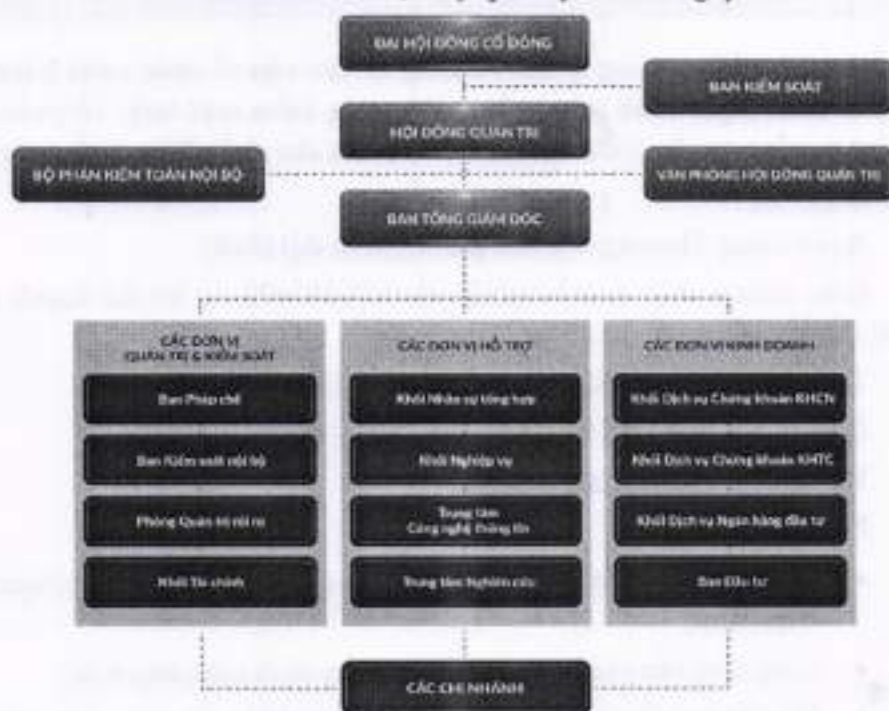 ĐẠI HỘI ĐỒNG CỔ ĐÔNG
BAN KIỂM SOÁT
HỘI ĐỒNG QUẢN TRỊ
BỘ PHẬN KIỂM TOÁN NỘI BỘ
VĂN PHÒNG HỘI ĐỒNG QUẢN TRỊ
BAN TỔNG GIÁM ĐỐC
CÁC ĐƠN VỊ
QUẢN TRỊ & KIỂM SOÁT
Ban Pháp chế
Ban Kiểm soát nội bộ
Phòng Quản trị rủi ro
Khối Tài chính
CÁC ĐƠN VỊ HỖ TRỢ
Khối Nhân sự tổng hợp
Khối Nghiệp vụ
Trung tâm
Công nghệ thông tin
Trung tâm Nghiên cứu
CÁC ĐƠN VỊ KINH DOANH
Khối Dịch vụ Chứng khoán KHCN
Khối Dịch vụ Chứng khoán KHTC
Khối Dịch vụ Ngân hàng đầu tư
Ban Đầu tư
CÁC CHI NHÁNH